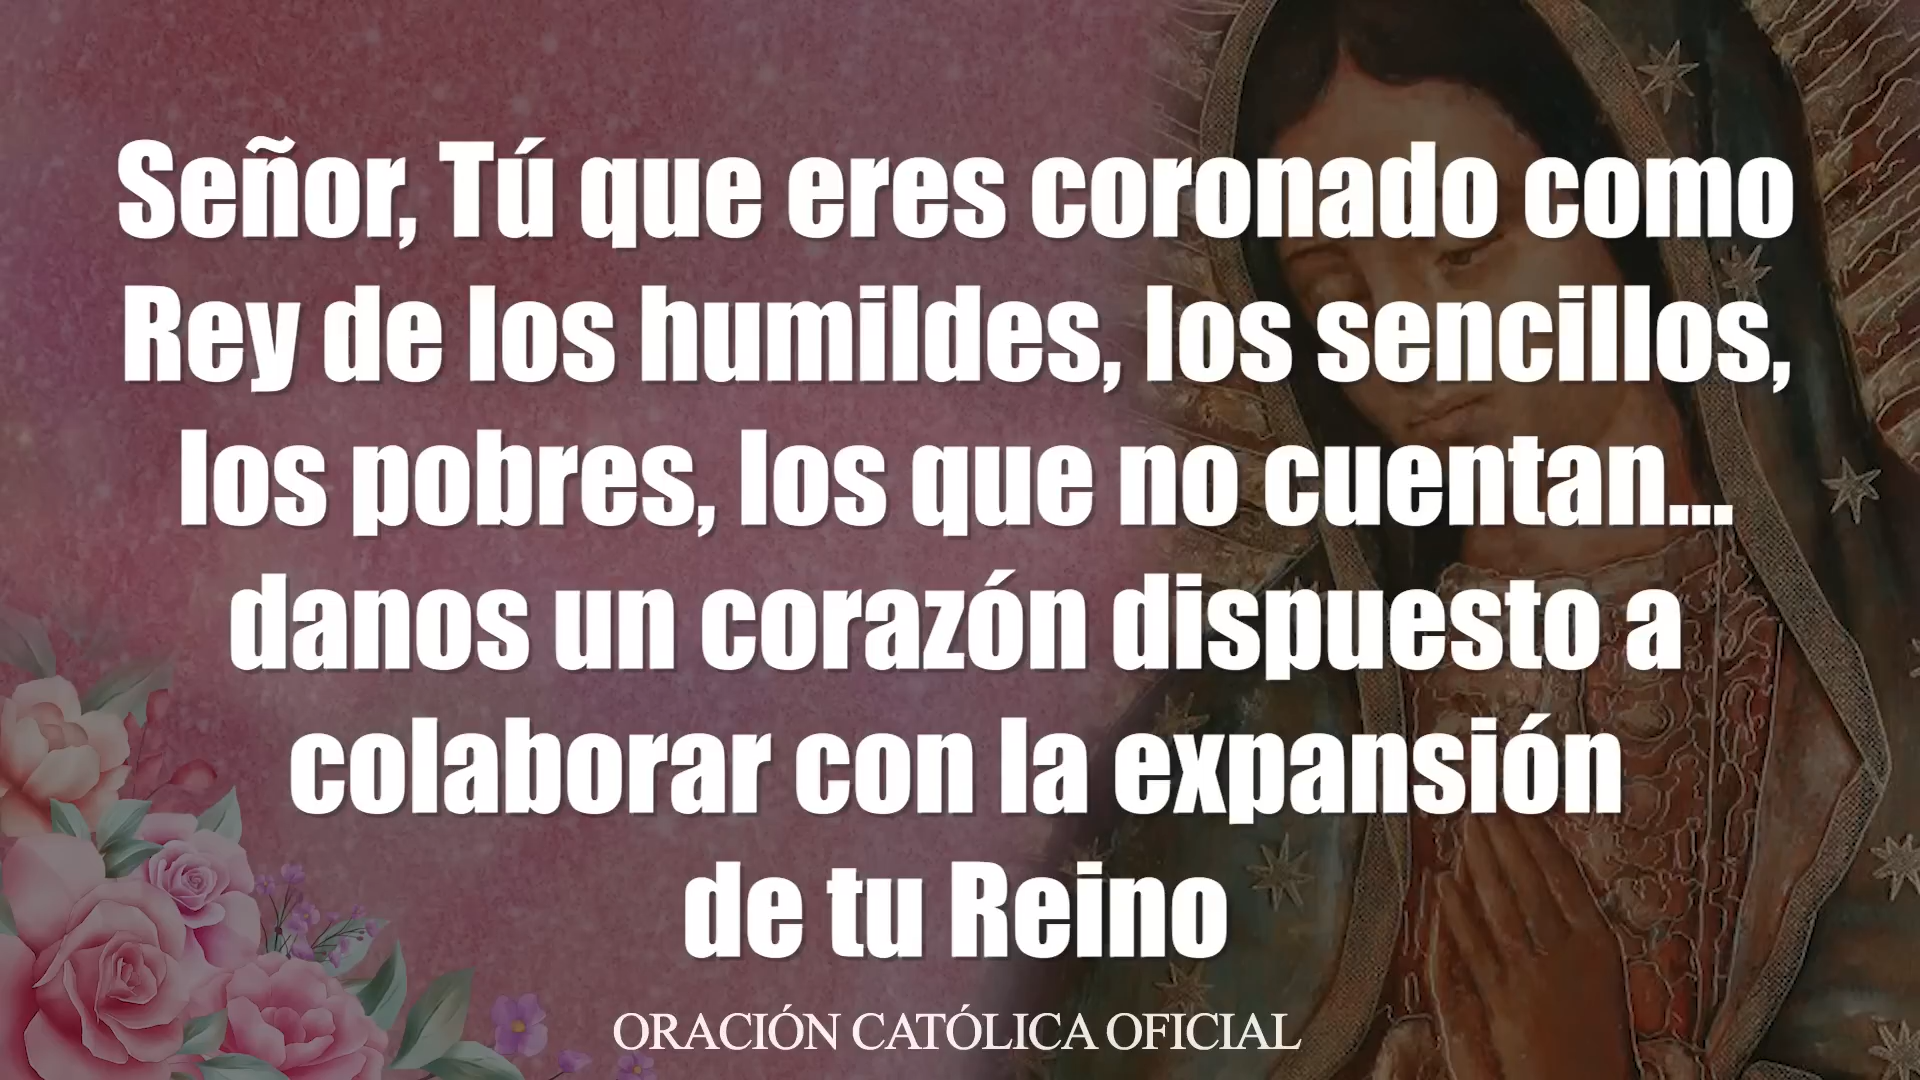 Señor, Tú que eres coronado como
Rey de los humildes, los sencillos,
los pobres, los que no cuentan...
danos un corazón dispuesto a
colaborar con la expansión
de tu Reino
ORACIÓN CATÓLICA OFICIAL